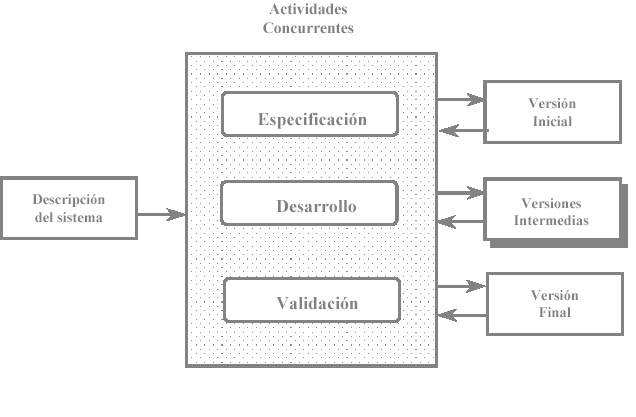 Actividades
Concurrentes
Especificación
Versión
Inicial
Descripción
del sistema
Desarrollo
Versiones
Intermedias
Validación
Versión
Final